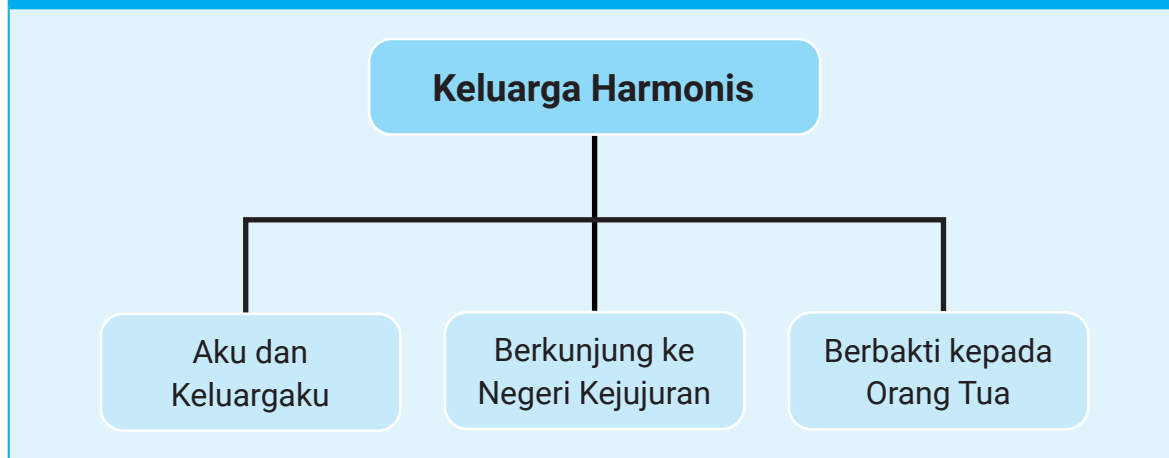 Keluarga Harmonis
Aku dan
Keluargaku
Berkunjung ke
Negeri Kejujuran
Berbakti kepada
Orang Tua